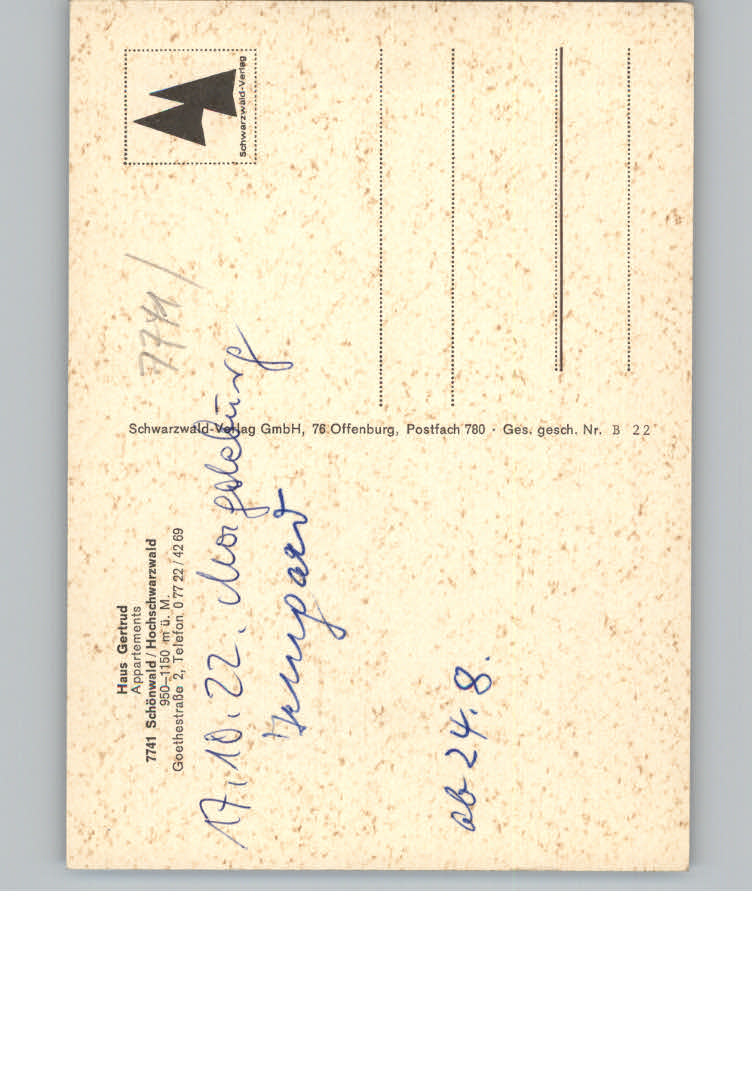 Haus Gertrud
Appartements
7741 Schönwald / Hochschwarzwald
950–1150 m ü. M.
Goethestraße 2, Telefon 0 77 22 / 42 69
17.10.22.
Irmgard
ab 24.8.
Schwarzwald-Verlag GmbH, 76 Offenburg, Postfach 780 · Ges. gesch. Nr. B 22
7741/
Schwarzwald-Verlag